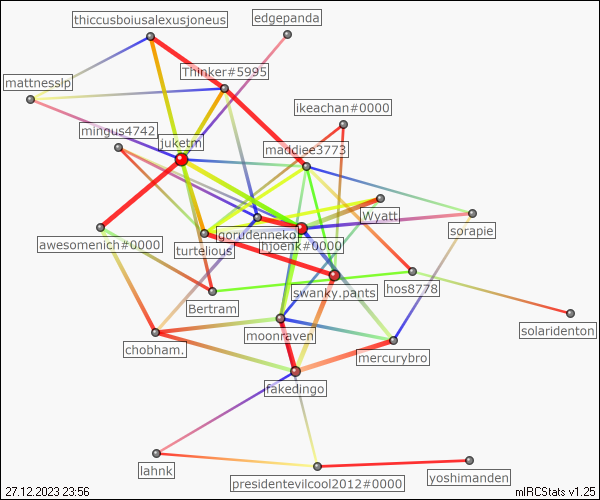 thiccusboiusalexusjoneus
edgepanda
Thinker#5995
mattnesslp
ikeachan#0000
mingus4742
juketm
maddiee3773
Wyatt
sorapie
awesomenich#0000
turtelious
gorudenneko
hjoenk#0000
swanky.pants
hos8778
Bertram
solaridenton
moonraven
chobham.
mercurybro
fakedingo
lahnk
presidentevilcool2012#0000
yoshimanden
27.12.2023 23:56
mIRCStats v1.25